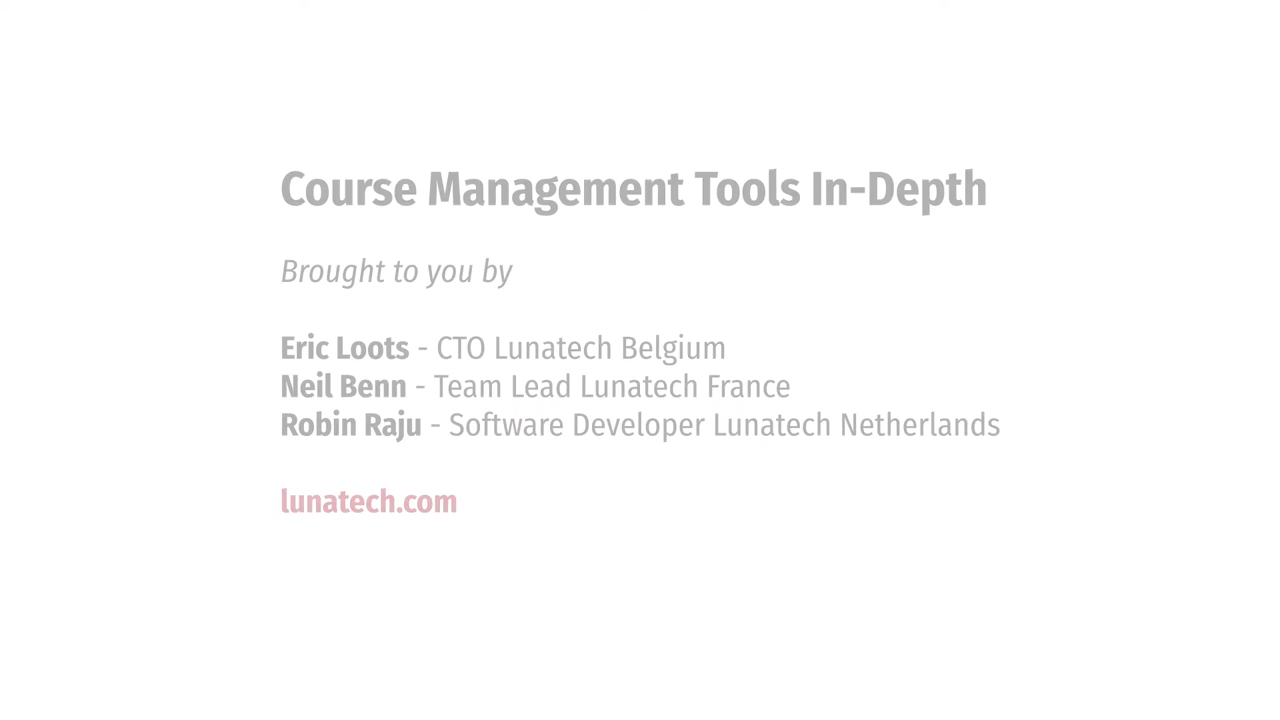 Course Management Tools In-Depth
Brought to you by
Eric Loots - CTO Lunatech Belgium
Neil Benn - Team Lead Lunatech France
Robin Raju - Software Developer Lunatech Netherlands
lunatech.com